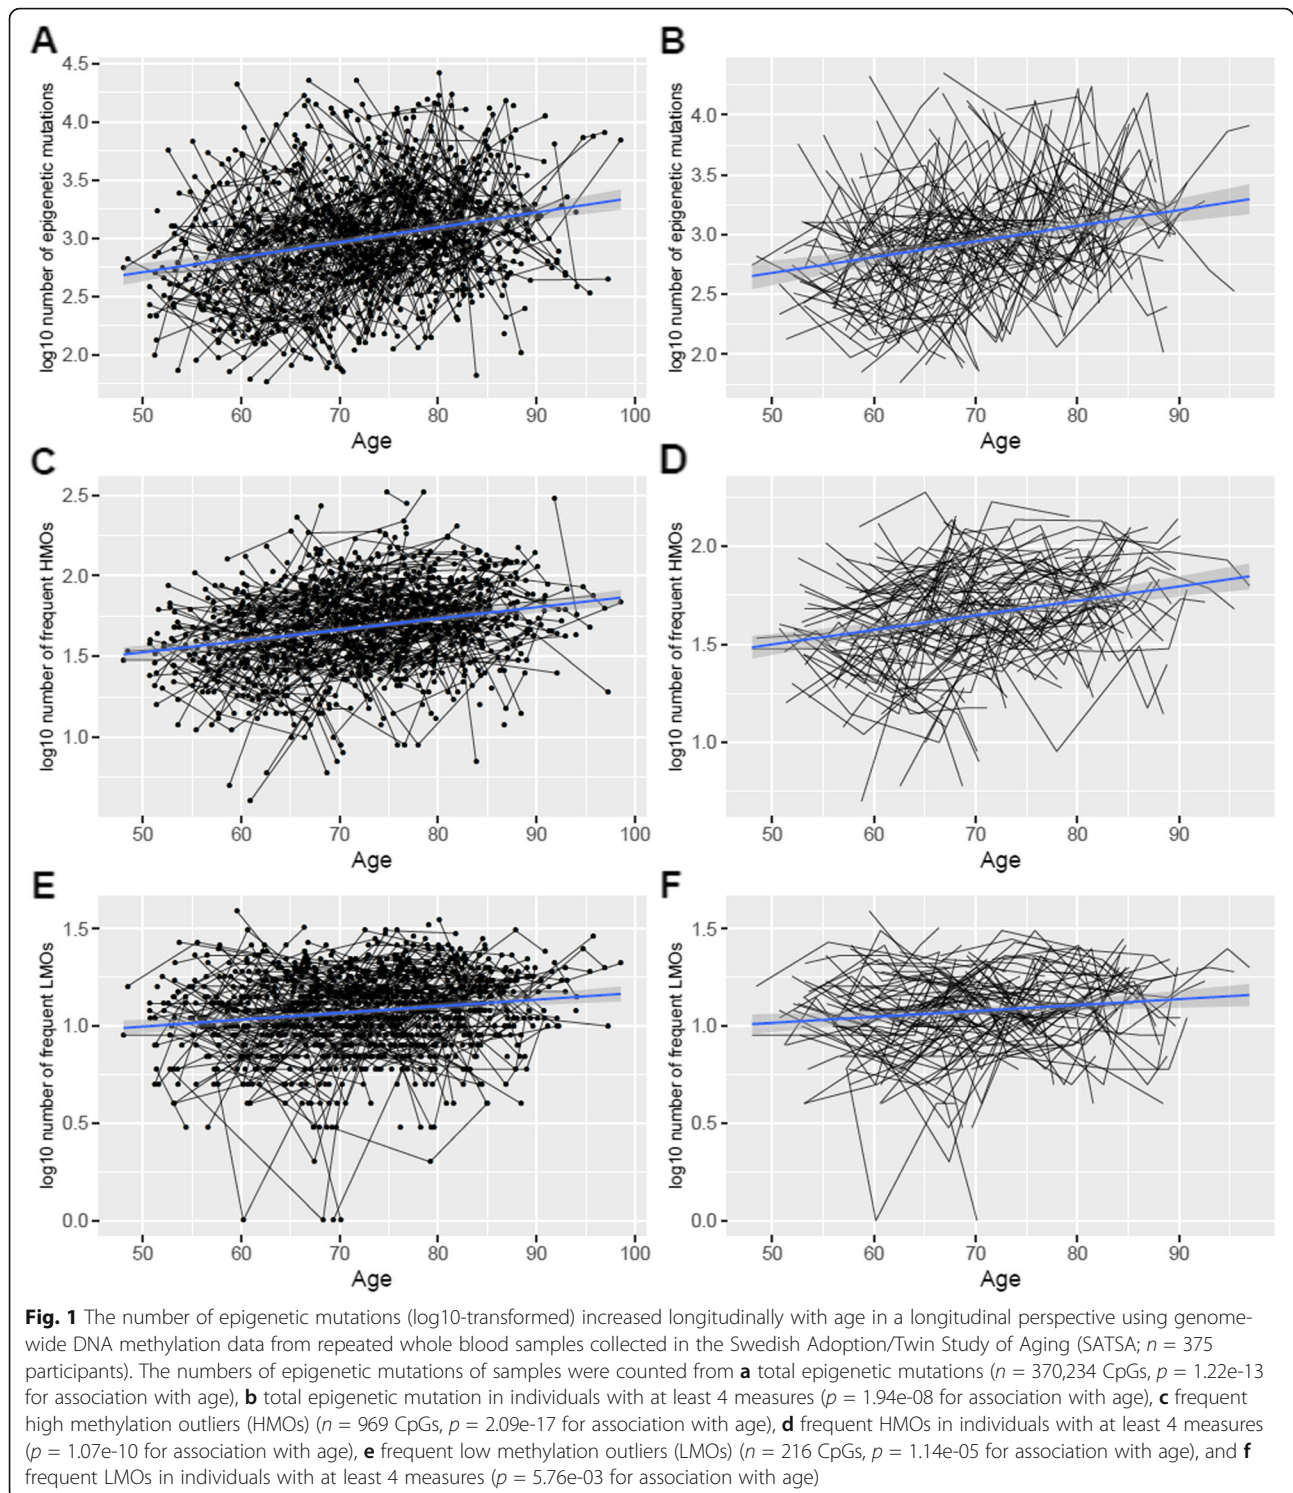 A
B
log10 number of epigenetic mutations
4.5
4.0
3.5
3.0
2.5
2.0
50 60 70 80 90 100
Age
log10 number of epigenetic mutations
4.0
3.5
3.0
2.5
2.0
50 60 70 80 90
Age
C
D
log10 number of frequent HMOs
2.5
2.0
1.5
1.0
50 60 70 80 90 100
Age
log10 number of frequent HMOs
2.0
1.5
1.0
50 60 70 80 90
Age
E
F
log10 number of frequent LMOs
1.5
1.0
0.5
0.0
50 60 70 80 90 100
Age
log10 number of frequent LMOs
1.5
1.0
0.5
0.0
50 60 70 80 90
Age
Fig. 1 The number of epigenetic mutations (log10-transformed) increased longitudinally with age in a longitudinal perspective using genome-
wide DNA methylation data from repeated whole blood samples collected in the Swedish Adoption/Twin Study of Aging (SATSA; n = 375
participants). The numbers of epigenetic mutations of samples were counted from a total epigenetic mutations (n = 370,234 CpGs, p = 1.22e-13
for association with age), b total epigenetic mutation in individuals with at least 4 measures (p = 1.94e-08 for association with age), c frequent
high methylation outliers (HMOs) (n = 969 CpGs, p = 2.09e-17 for association with age), d frequent HMOs in individuals with at least 4 measures
(p = 1.07e-10 for association with age), e frequent low methylation outliers (LMOs) (n = 216 CpGs, p = 1.14e-05 for association with age), and f
frequent LMOs in individuals with at least 4 measures (p = 5.76e-03 for association with age)